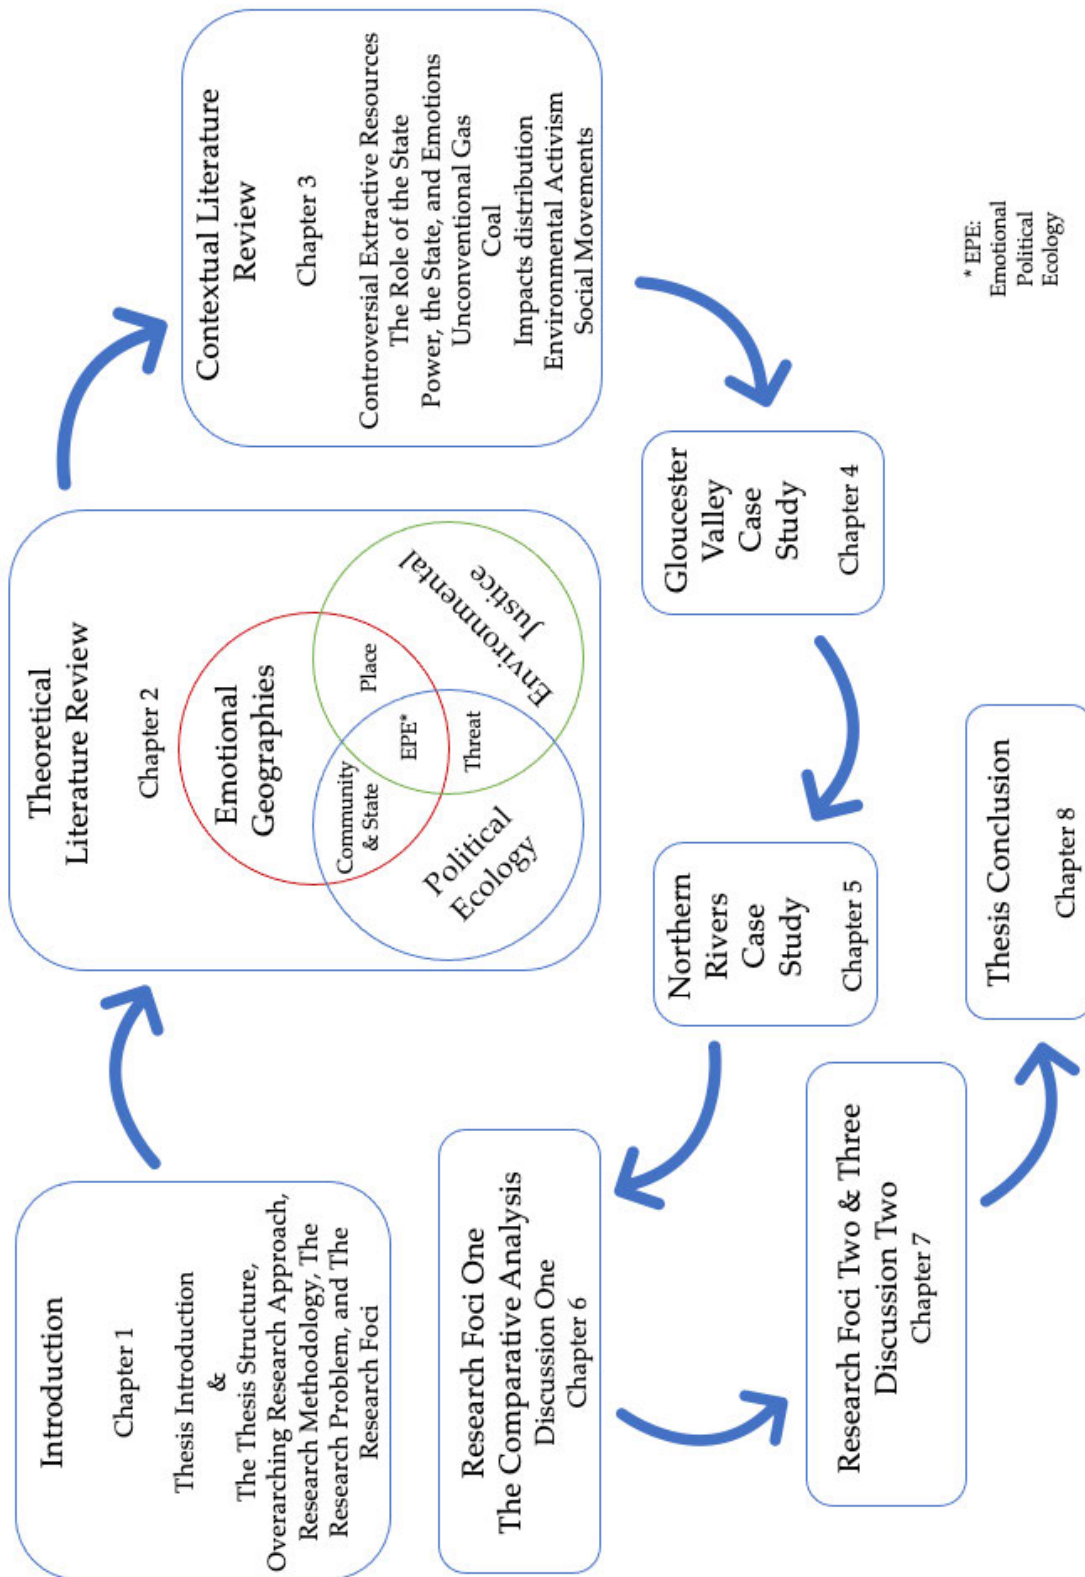 Introduction
Chapter 1
Thesis Introduction
&
The Thesis Structure,
Overarching Research Approach,
Research Methodology, The
Research Problem, and The
Research Foci
Theoretical
Literature Review
Chapter 2
Emotional
Geographies
Community
& State
Place
EPE*
Threat
Political
Ecology
Environmental
Justice
Contextual Literature
Review
Chapter 3
Controversial Extractive Resources
The Role of the State
Power, the State, and Emotions
Unconventional Gas
Coal
Impacts distribution
Environmental Activism
Social Movements
Gloucester
Valley
Case
Study
Chapter 4
Northern
Rivers
Case
Study
Chapter 5
Research Foci One
The Comparative Analysis
Discussion One
Chapter 6
Research Foci Two & Three
Discussion Two
Chapter 7
Thesis Conclusion
Chapter 8
* EPE:
Emotional
Political
Ecology